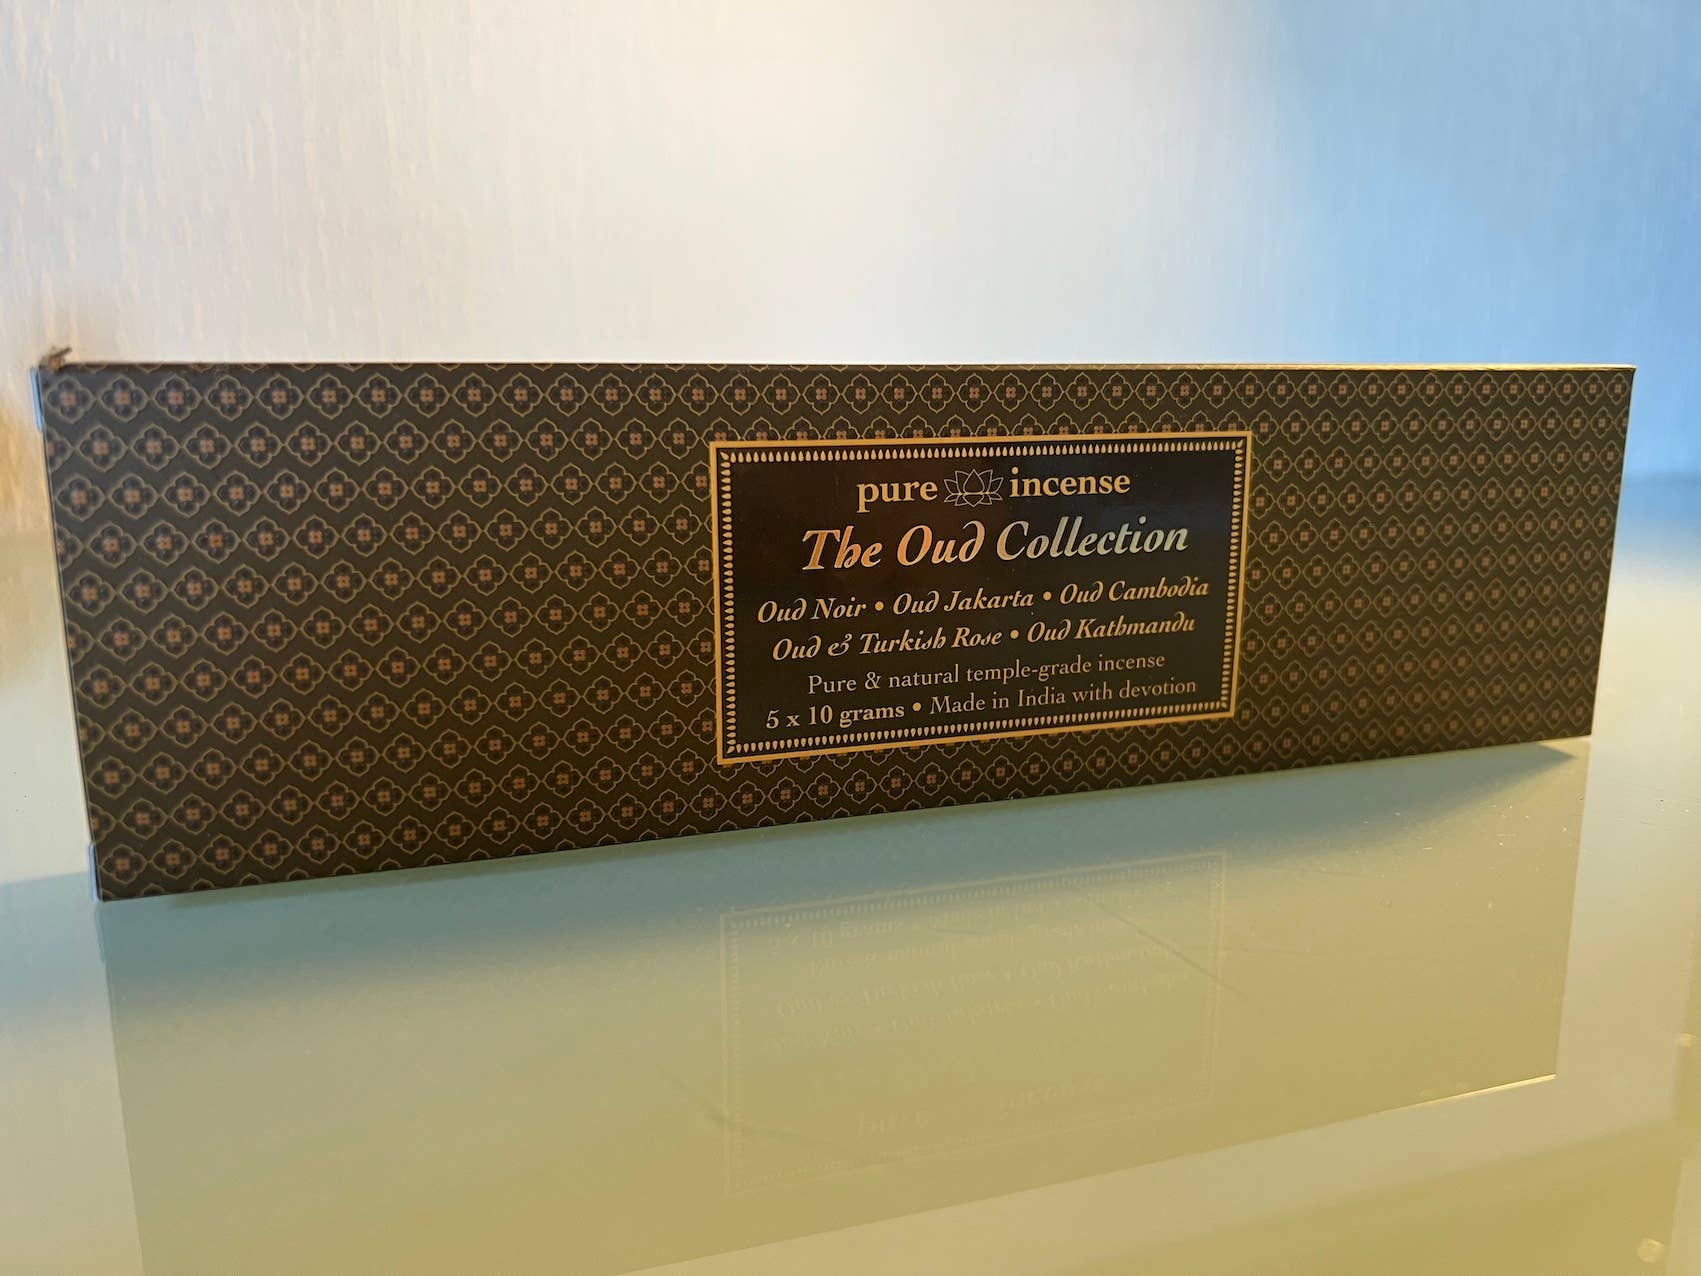 pure incense
The Oud Collection
Oud Noir • Oud Jakarta • Oud Cambodia
Oud & Turkish Rose • Oud Kathmandu
Pure & natural temple-grade incense
5 x 10 grams • Made in India with devotion